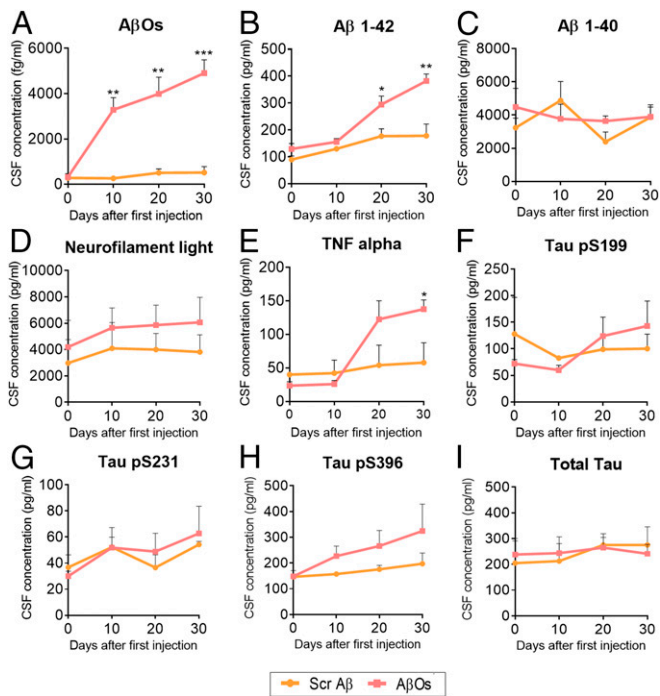 A
AβOs
CSF concentration (fg/ml)
6000
4000
2000
0
**
**
***
0 10 20 30
Days after first injection
B
Aβ 1-42
CSF concentration (pg/ml)
500
400
300
200
100
0
*
**
0 10 20 30
Days after first injection
C
Aβ 1-40
CSF concentration (pg/ml)
8000
6000
4000
2000
0
0 10 20 30
Days after first injection
D
Neurofilament light
CSF concentration (pg/ml)
10000
8000
6000
4000
2000
0
0 10 20 30
Days after first injection
E
TNF alpha
CSF concentration (pg/ml)
200
150
100
50
0
*
0 10 20 30
Days after first injection
F
Tau pS199
CSF concentration (pg/ml)
250
200
150
100
50
0
0 10 20 30
Days after first injection
G
Tau pS231
CSF concentration (pg/ml)
100
80
60
40
20
0
0 10 20 30
Days after first injection
H
Tau pS396
CSF concentration (pg/ml)
500
400
300
200
100
0
0 10 20 30
Days after first injection
I
Total Tau
CSF concentration (pg/ml)
500
400
300
200
100
0
0 10 20 30
Days after first injection
Scr Aβ AβOs